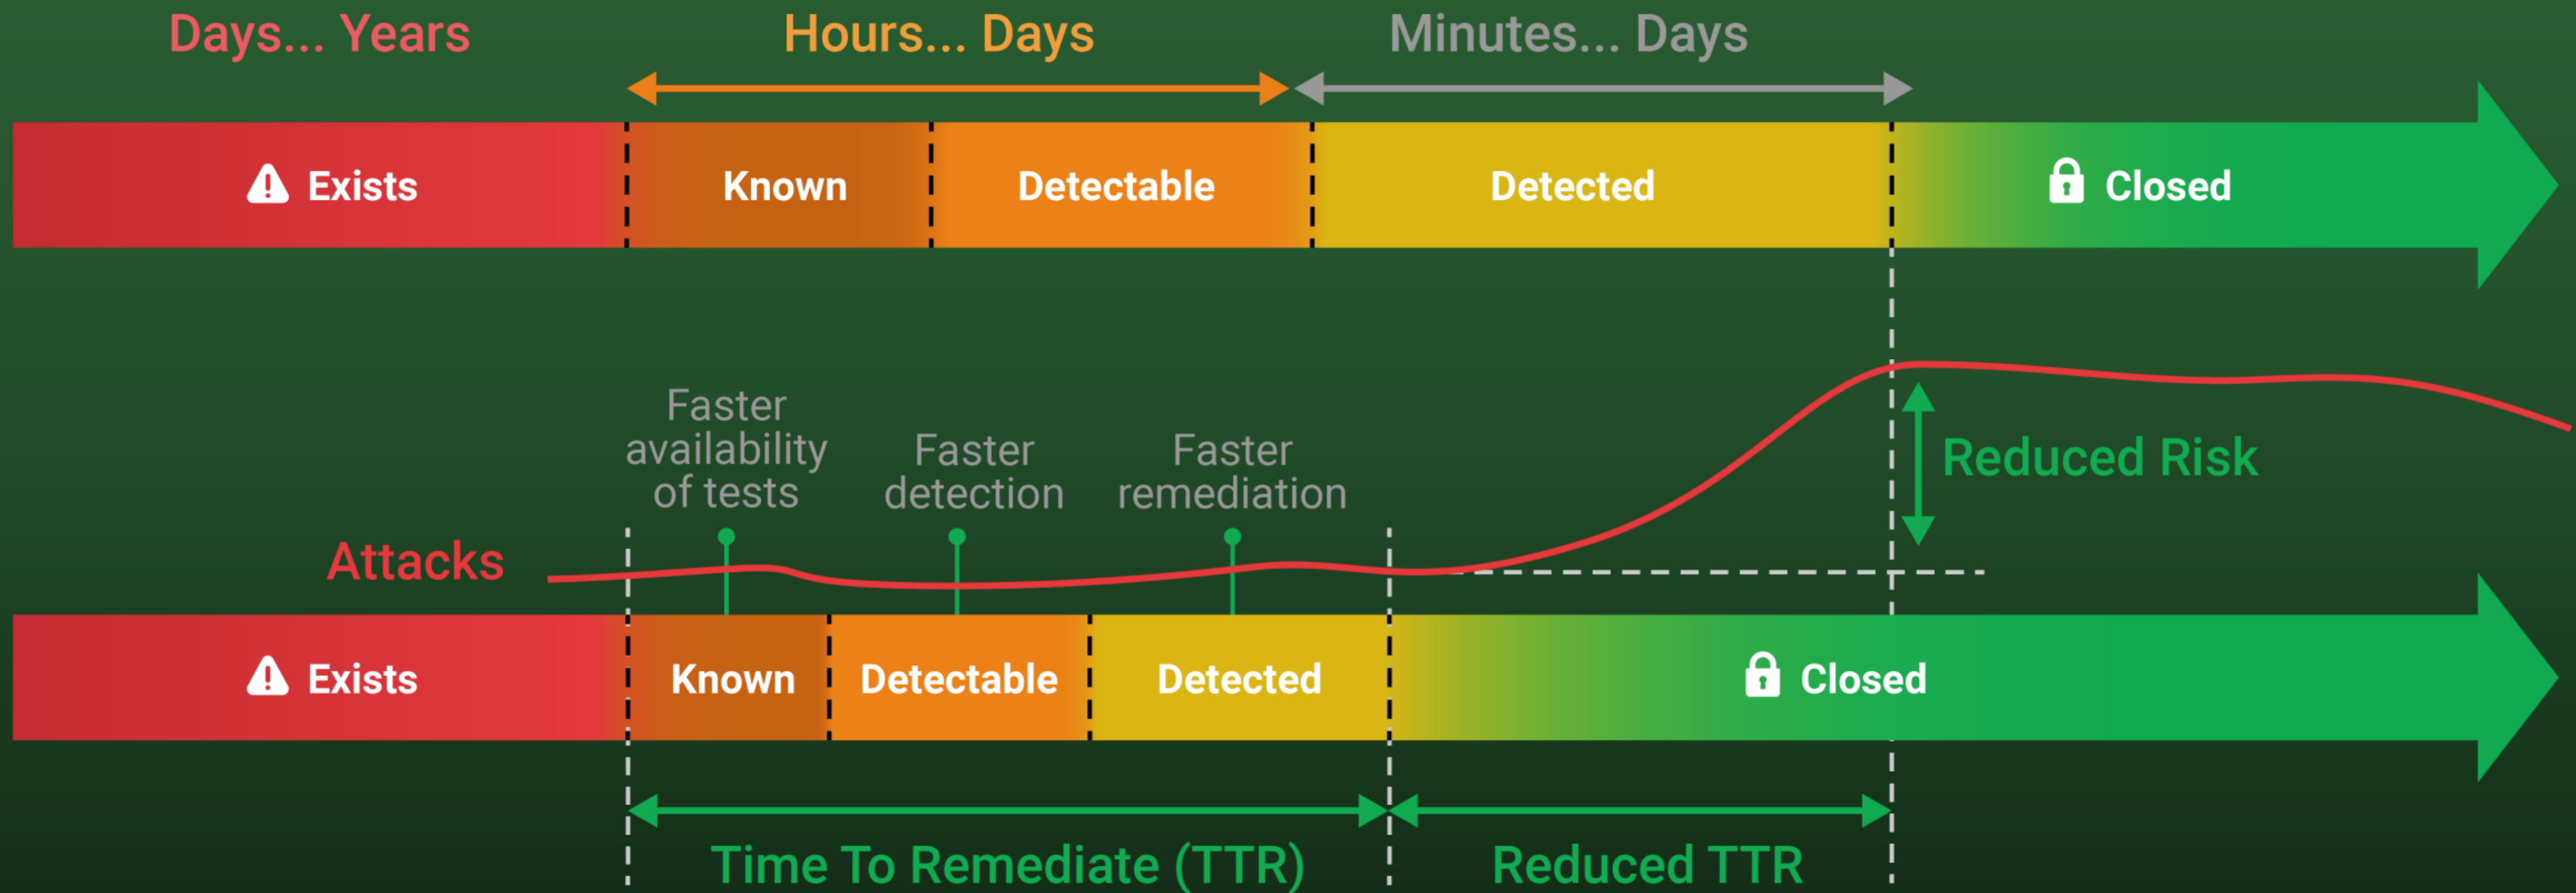 Days... Years
Hours... Days
Minutes... Days
Exists
Known
Detectable
Detected
Closed
Faster
availability
of tests
Faster
detection
Faster
remediation
Reduced Risk
Attacks
Exists
Known
Detectable
Detected
Closed
Time To Remediate (TTR)
Reduced TTR